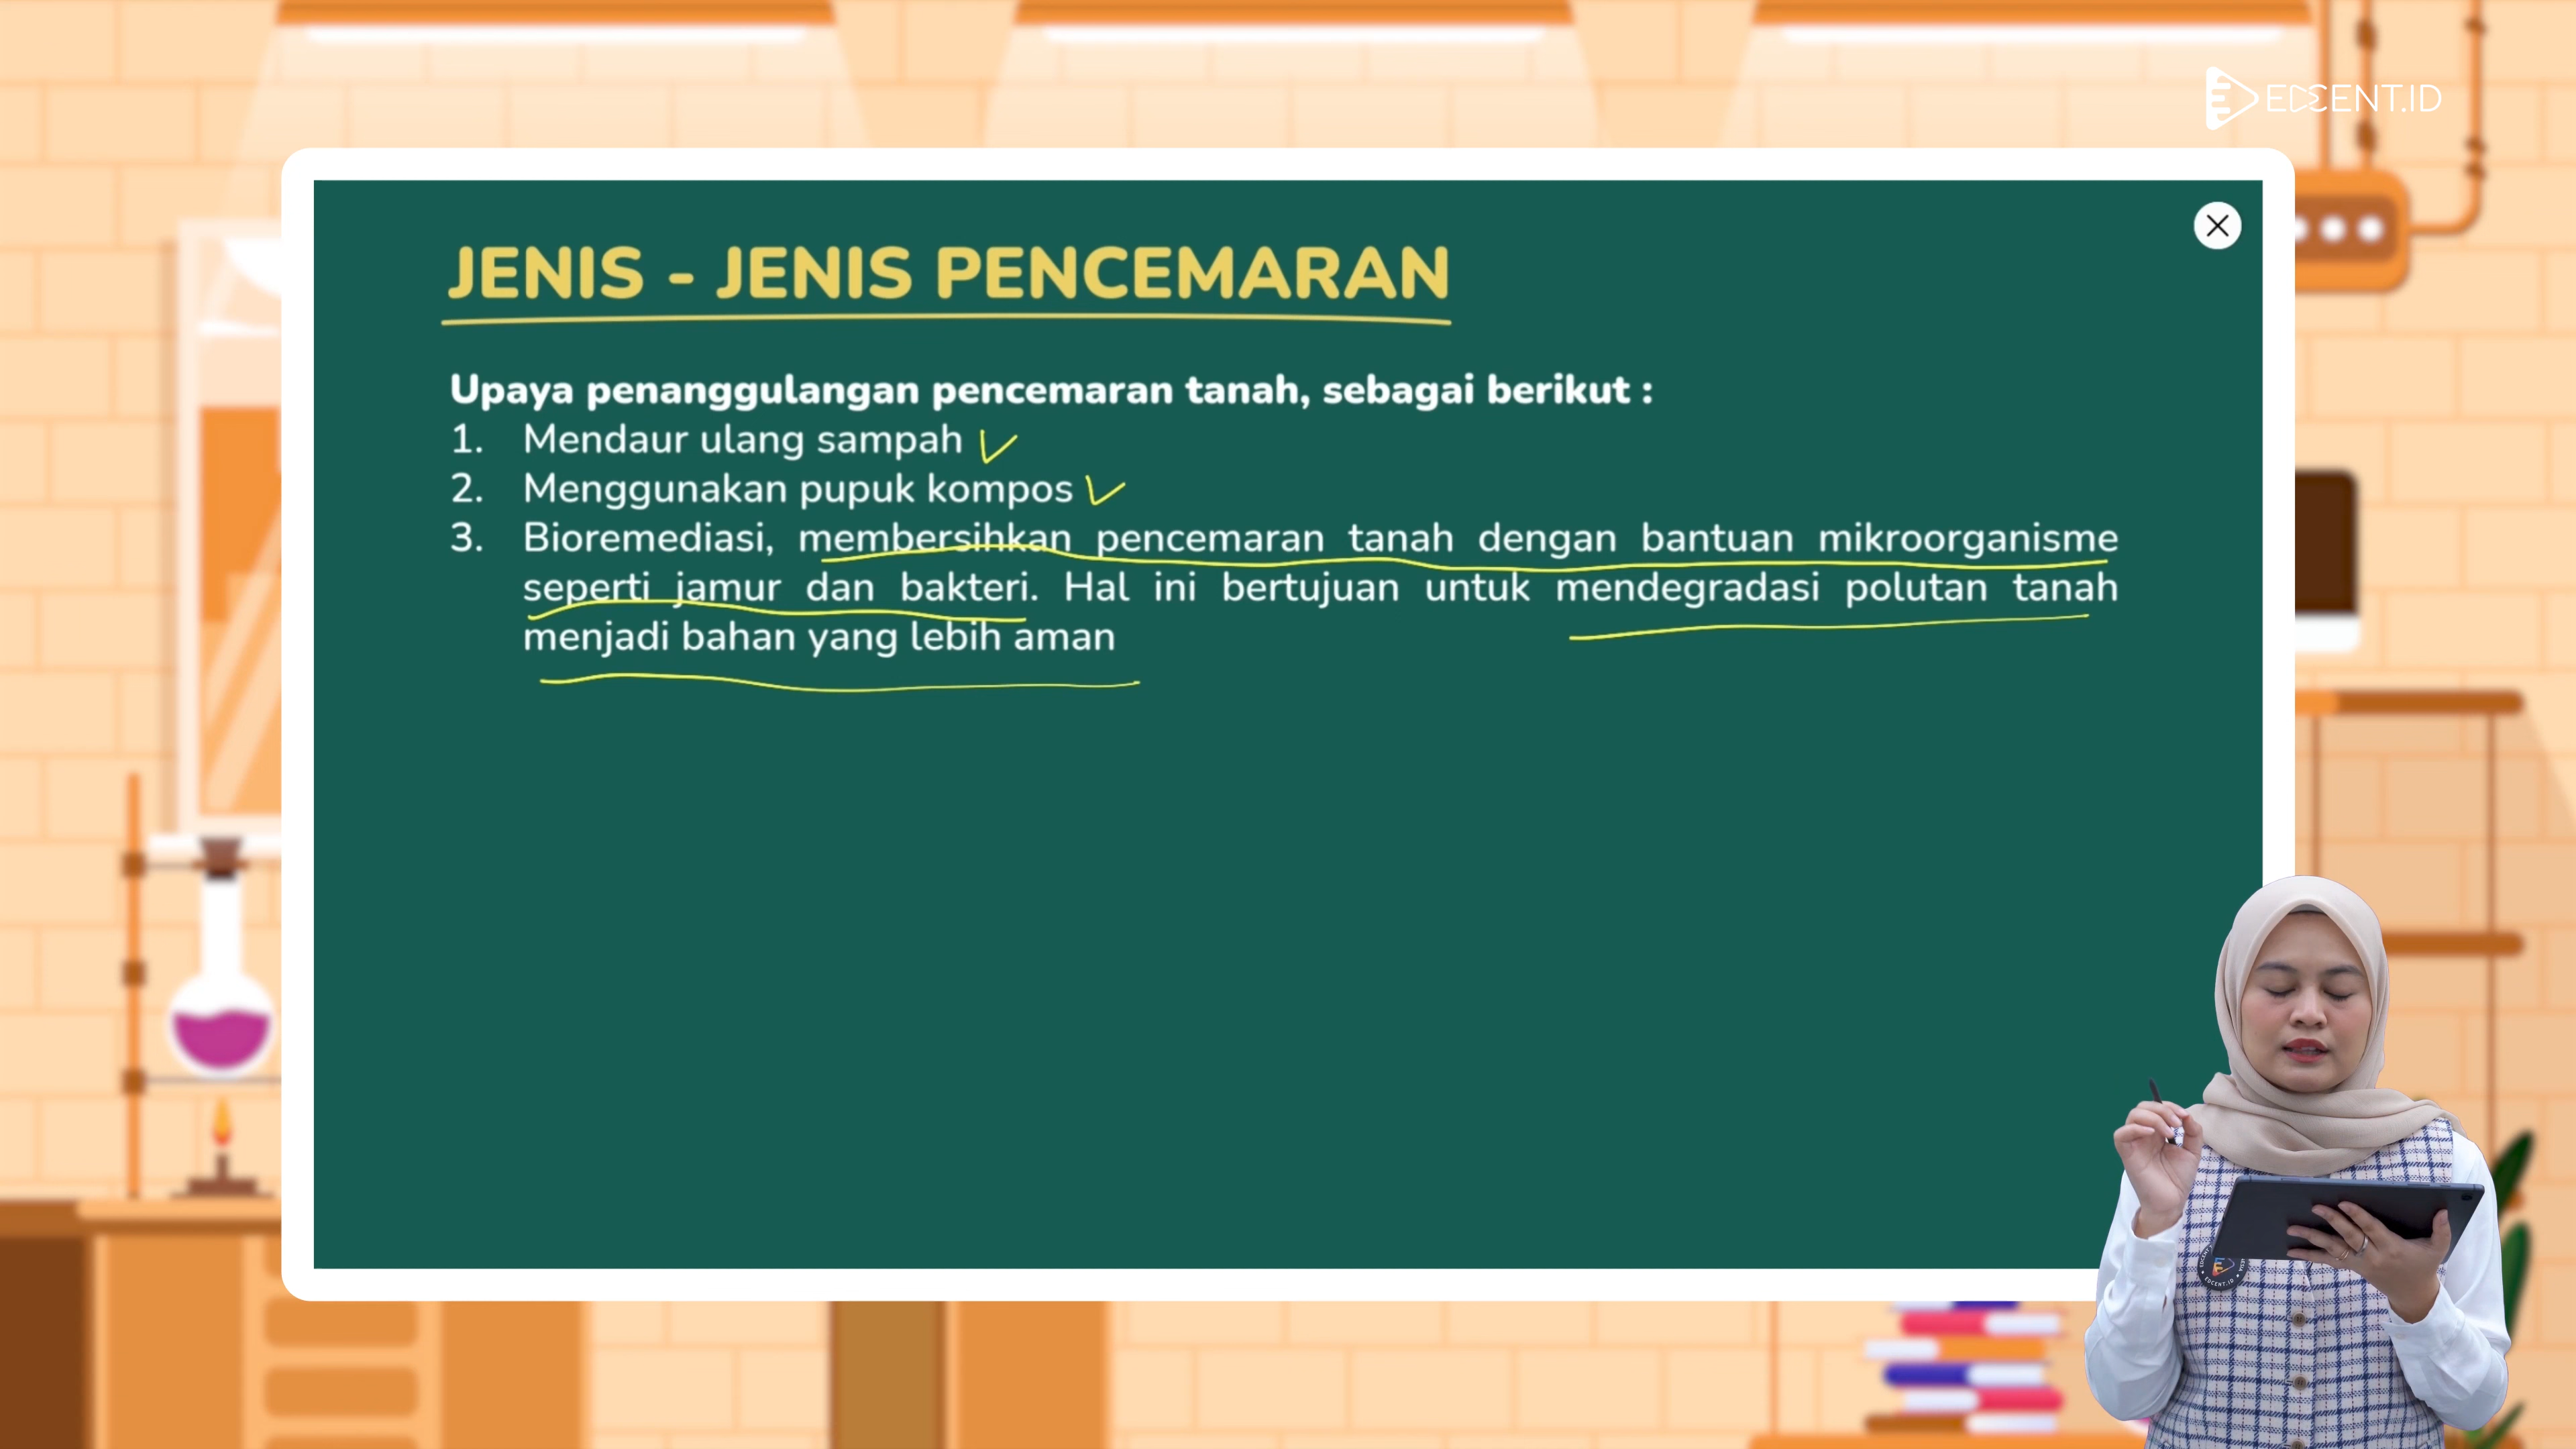 EDCENT.ID
JENIS - JENIS PENCEMARAN
Upaya penanggulangan pencemaran tanah, sebagai berikut :
1. Mendaur ulang sampah
2. Menggunakan pupuk kompos
3. Bioremediasi, membersihkan pencemaran tanah dengan bantuan mikroorganisme
seperti jamur dan bakteri. Hal ini bertujuan untuk mendegradasi polutan tanah
menjadi bahan yang lebih aman